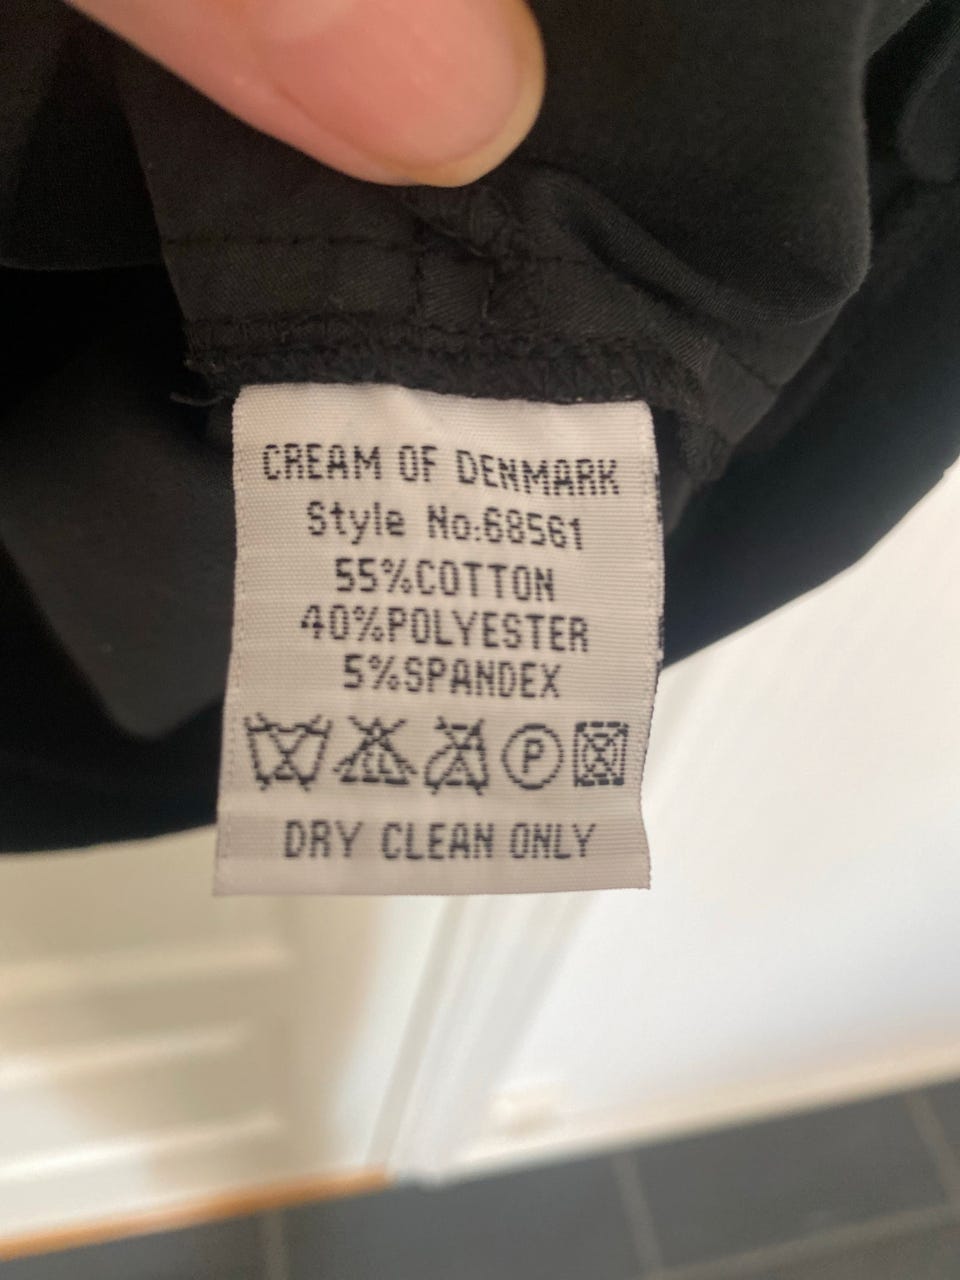 CREAM OF DENMARK
Style No:68561
55%COTTON
40%POLYESTER
5%SPANDEX
P
DRY CLEAN ONLY